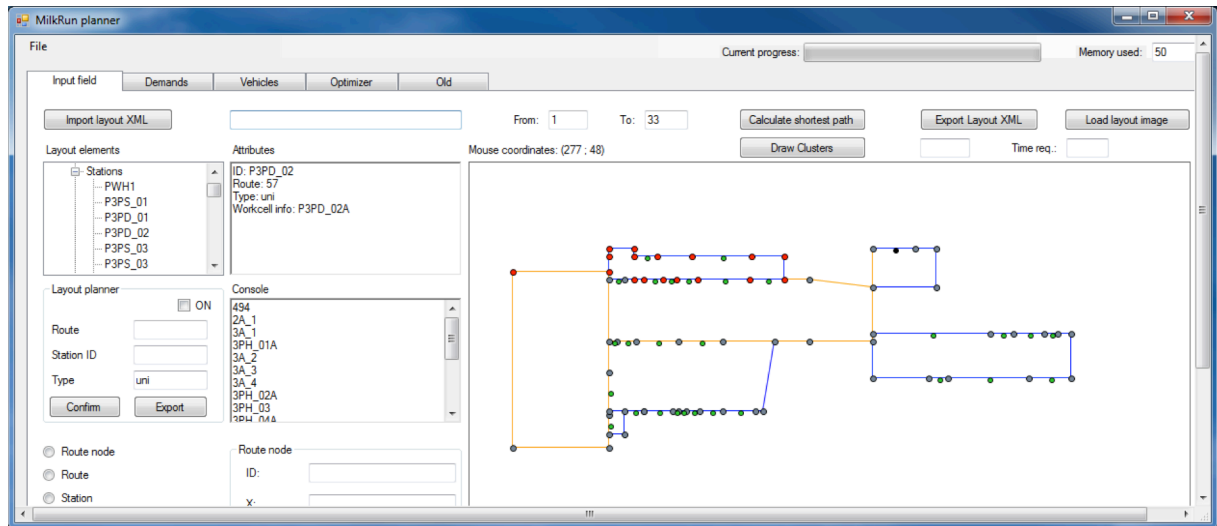 MilkRun planner
File
Current progress:
Memory used: 50
Input field
Demands
Vehicles
Optimizer
Old
Import layout XML
From: 1
To: 33
Calculate shortest path
Export Layout XML
Load layout image
Layout elements
Attributes
Mouse coordinates: (277 ; 48)
Draw Clusters
Time req.:
Stations
PWH1
P3PS_01
P3PD_01
P3PD_02
P3PS_03
P3PS_03
ID: P3PD_02
Route: 57
Type: uni
Workcell info: P3PD_02A
Layout planner
ON
Route
Station ID
Type uni
Confirm
Export
Console
494
2A_1
3A_1
3PH_01A
3A_2
3A_3
3A_4
3PH_02A
3PH_03
3PH_04A
Route node
Route
Station
Route node
ID:
X: